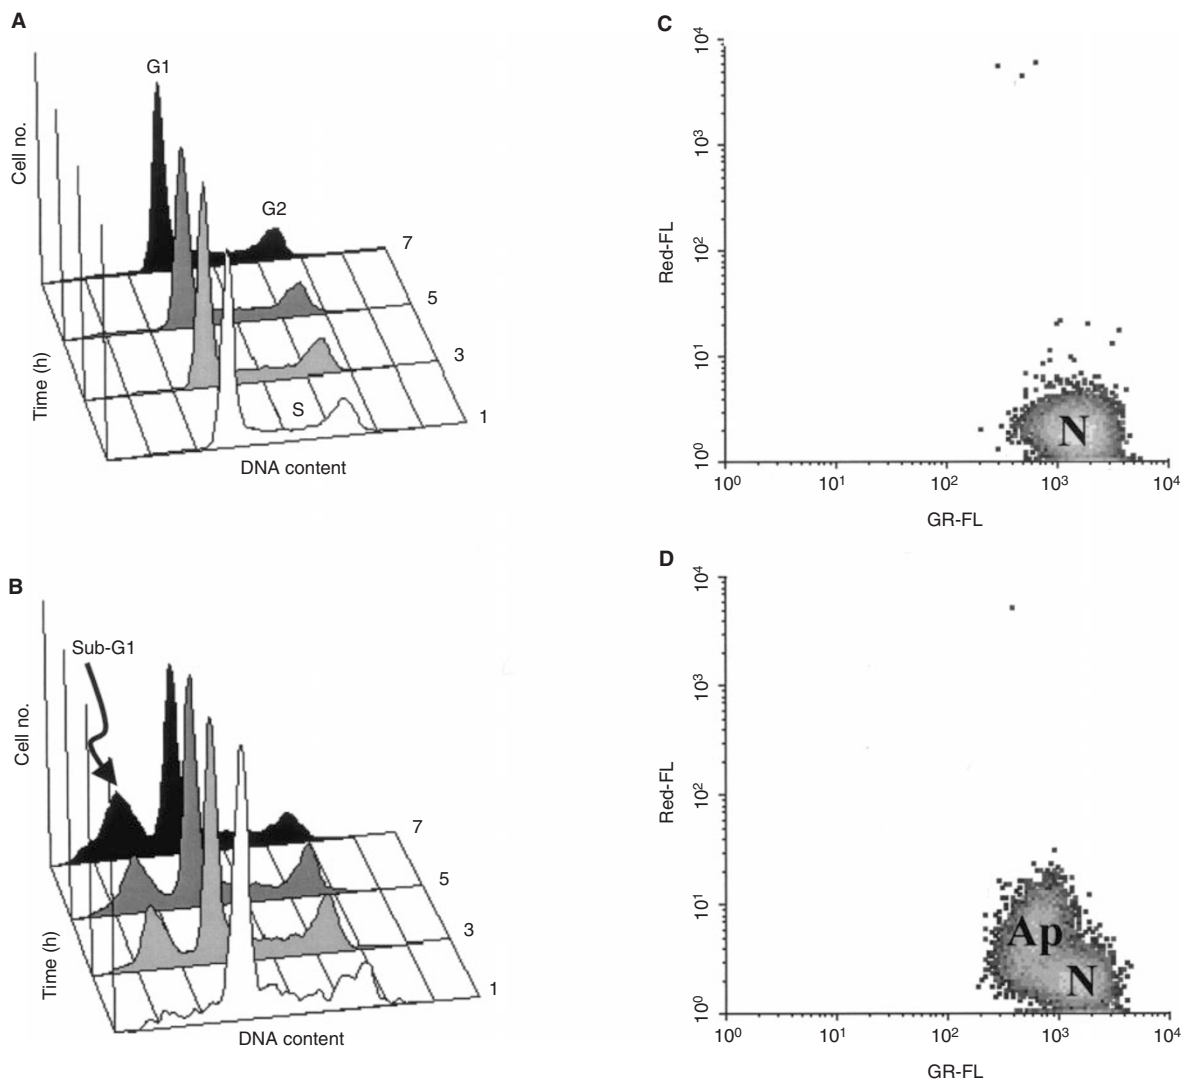 A
G1
Cell no.
G2
7
5
3
Time (h)
S
1
DNA content
C
10⁴
10³
Red-FL
10²
10¹
10⁰
N
10⁰ 10¹ 10² 10³ 10⁴
GR-FL
B
Sub-G1
Cell no.
7
5
3
Time (h)
1
DNA content
D
10⁴
10³
Red-FL
10²
10¹
10⁰
Ap
N
10⁰ 10¹ 10² 10³ 10⁴
GR-FL